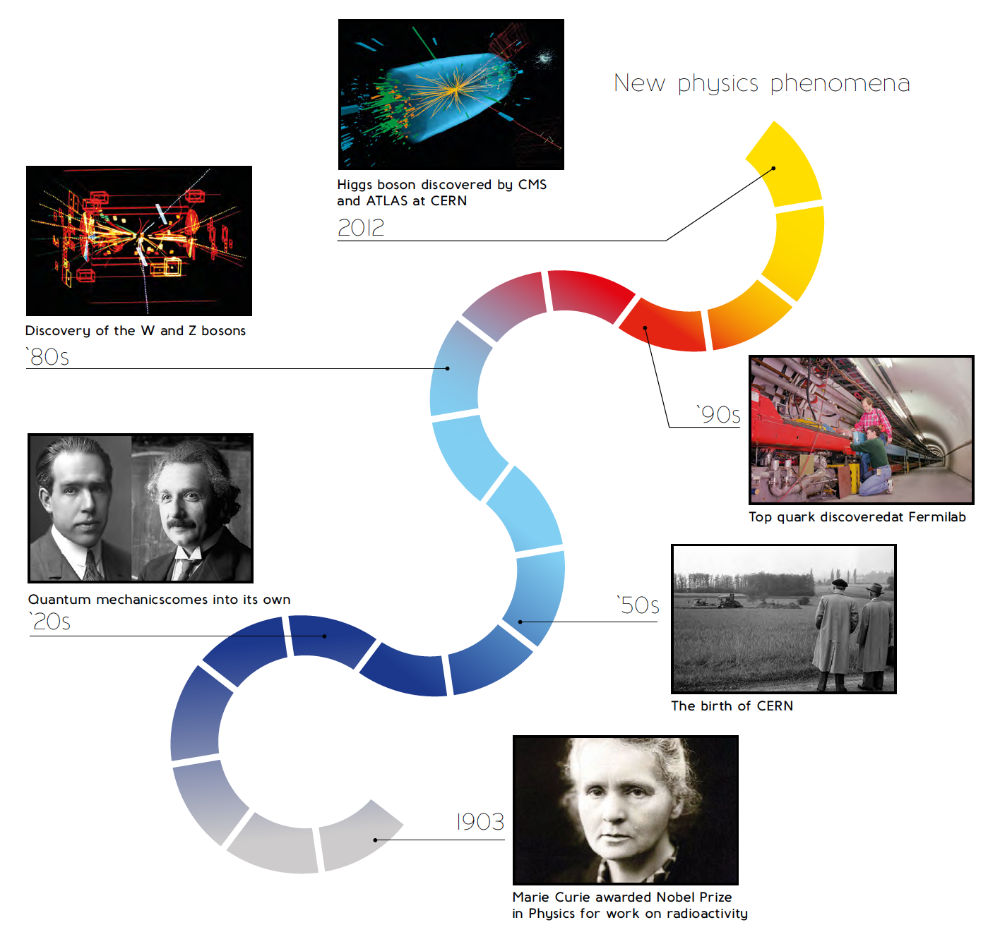 New physics phenomena
Higgs boson discovered by CMS
and ATLAS at CERN
2012
Discovery of the W and Z bosons
`80s
`90s
Top quark discoveredat Fermilab
Quantum mechanicscomes into its own
`20s
`50s
The birth of CERN
1903
Marie Curie awarded Nobel Prize
in Physics for work on radioactivity